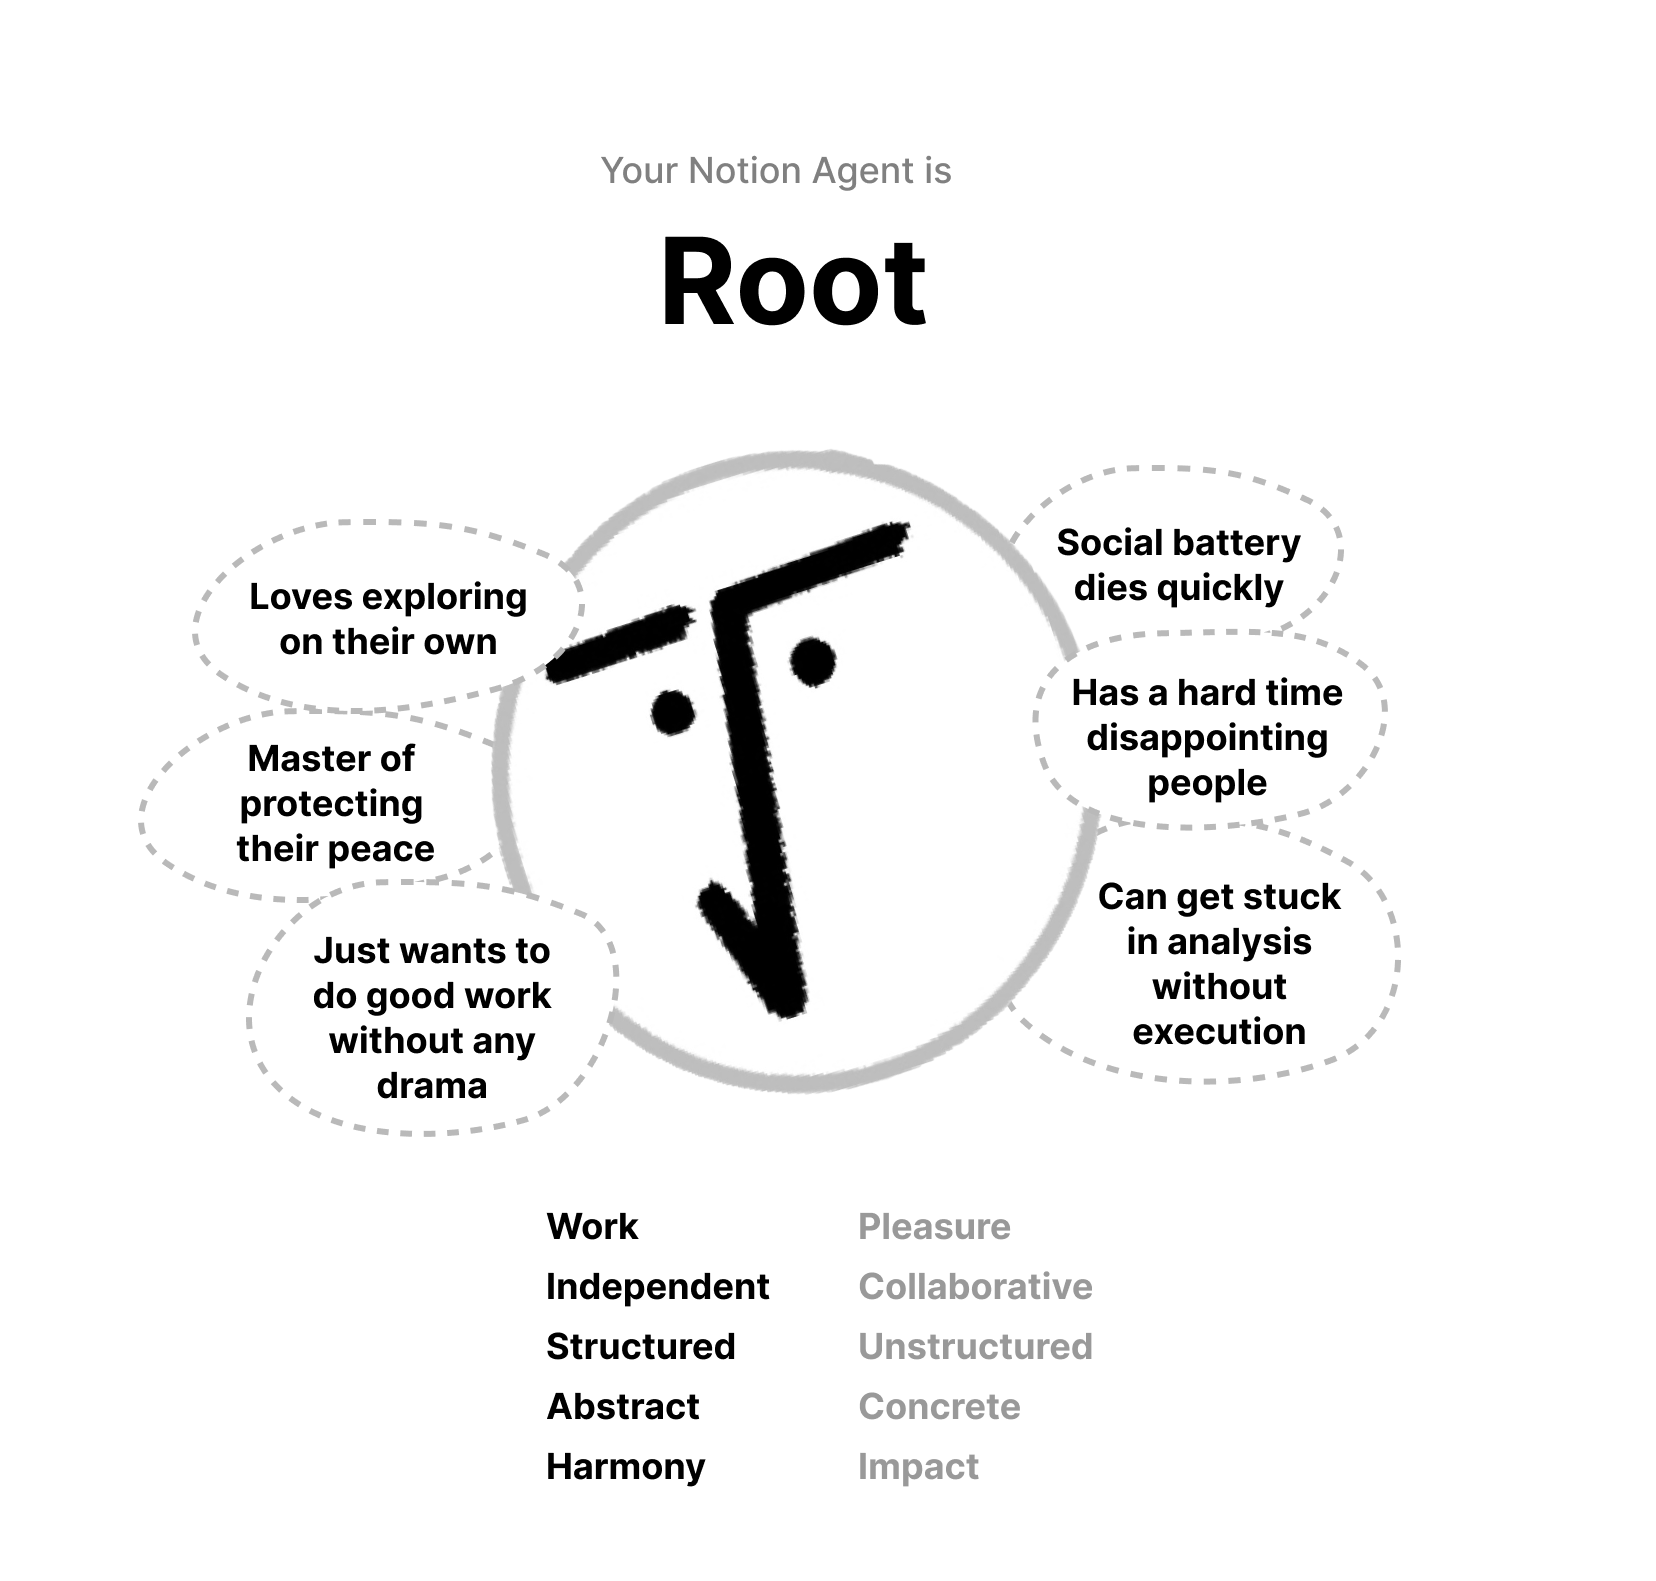 Your Notion Agent is
Root
Loves exploring
on their own
Master of
protecting
their peace
Just wants to
do good work
without any
drama
Social battery
dies quickly
Has a hard time
disappointing
people
Can get stuck
in analysis
without
execution
Work Pleasure
Independent Collaborative
Structured Unstructured
Abstract Concrete
Harmony Impact